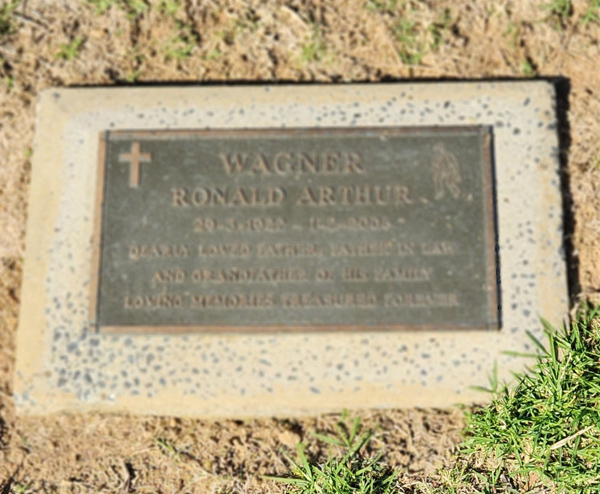 WAGNER
RONALD ARTHUR
DEARLY LOVED FATHER, FATHER IN LAW
AND GRANDFATHER OF HIS FAMILY
LOVING MEMORIES TREASURED FOREVER